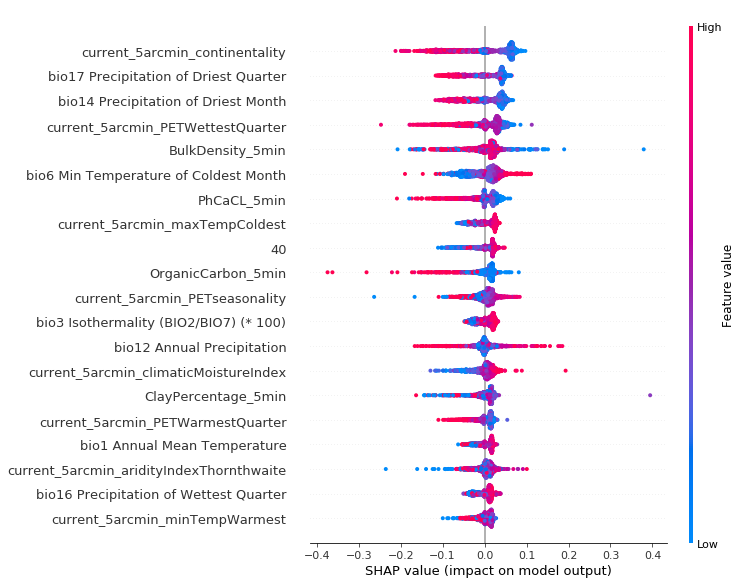 High
current_5arcmin_continentality
bio17 Precipitation of Driest Quarter
bio14 Precipitation of Driest Month
current_5arcmin_PETWettestQuarter
BulkDensity_5min
bio6 Min Temperature of Coldest Month
PhCaCL_5min
current_5arcmin_maxTempColdest
40
OrganicCarbon_5min
current_5arcmin_PETseasonality
bio3 Isothermality (BIO2/BIO7) (* 100)
bio12 Annual Precipitation
current_5arcmin_climaticMoistureIndex
ClayPercentage_5min
current_5arcmin_PETWarmestQuarter
bio1 Annual Mean Temperature
current_5arcmin_aridityIndexThornthwaite
bio16 Precipitation of Wettest Quarter
current_5arcmin_minTempWarmest
Feature value
Low
−0.4 −0.3 −0.2 −0.1 0.0 0.1 0.2 0.3 0.4
SHAP value (impact on model output)